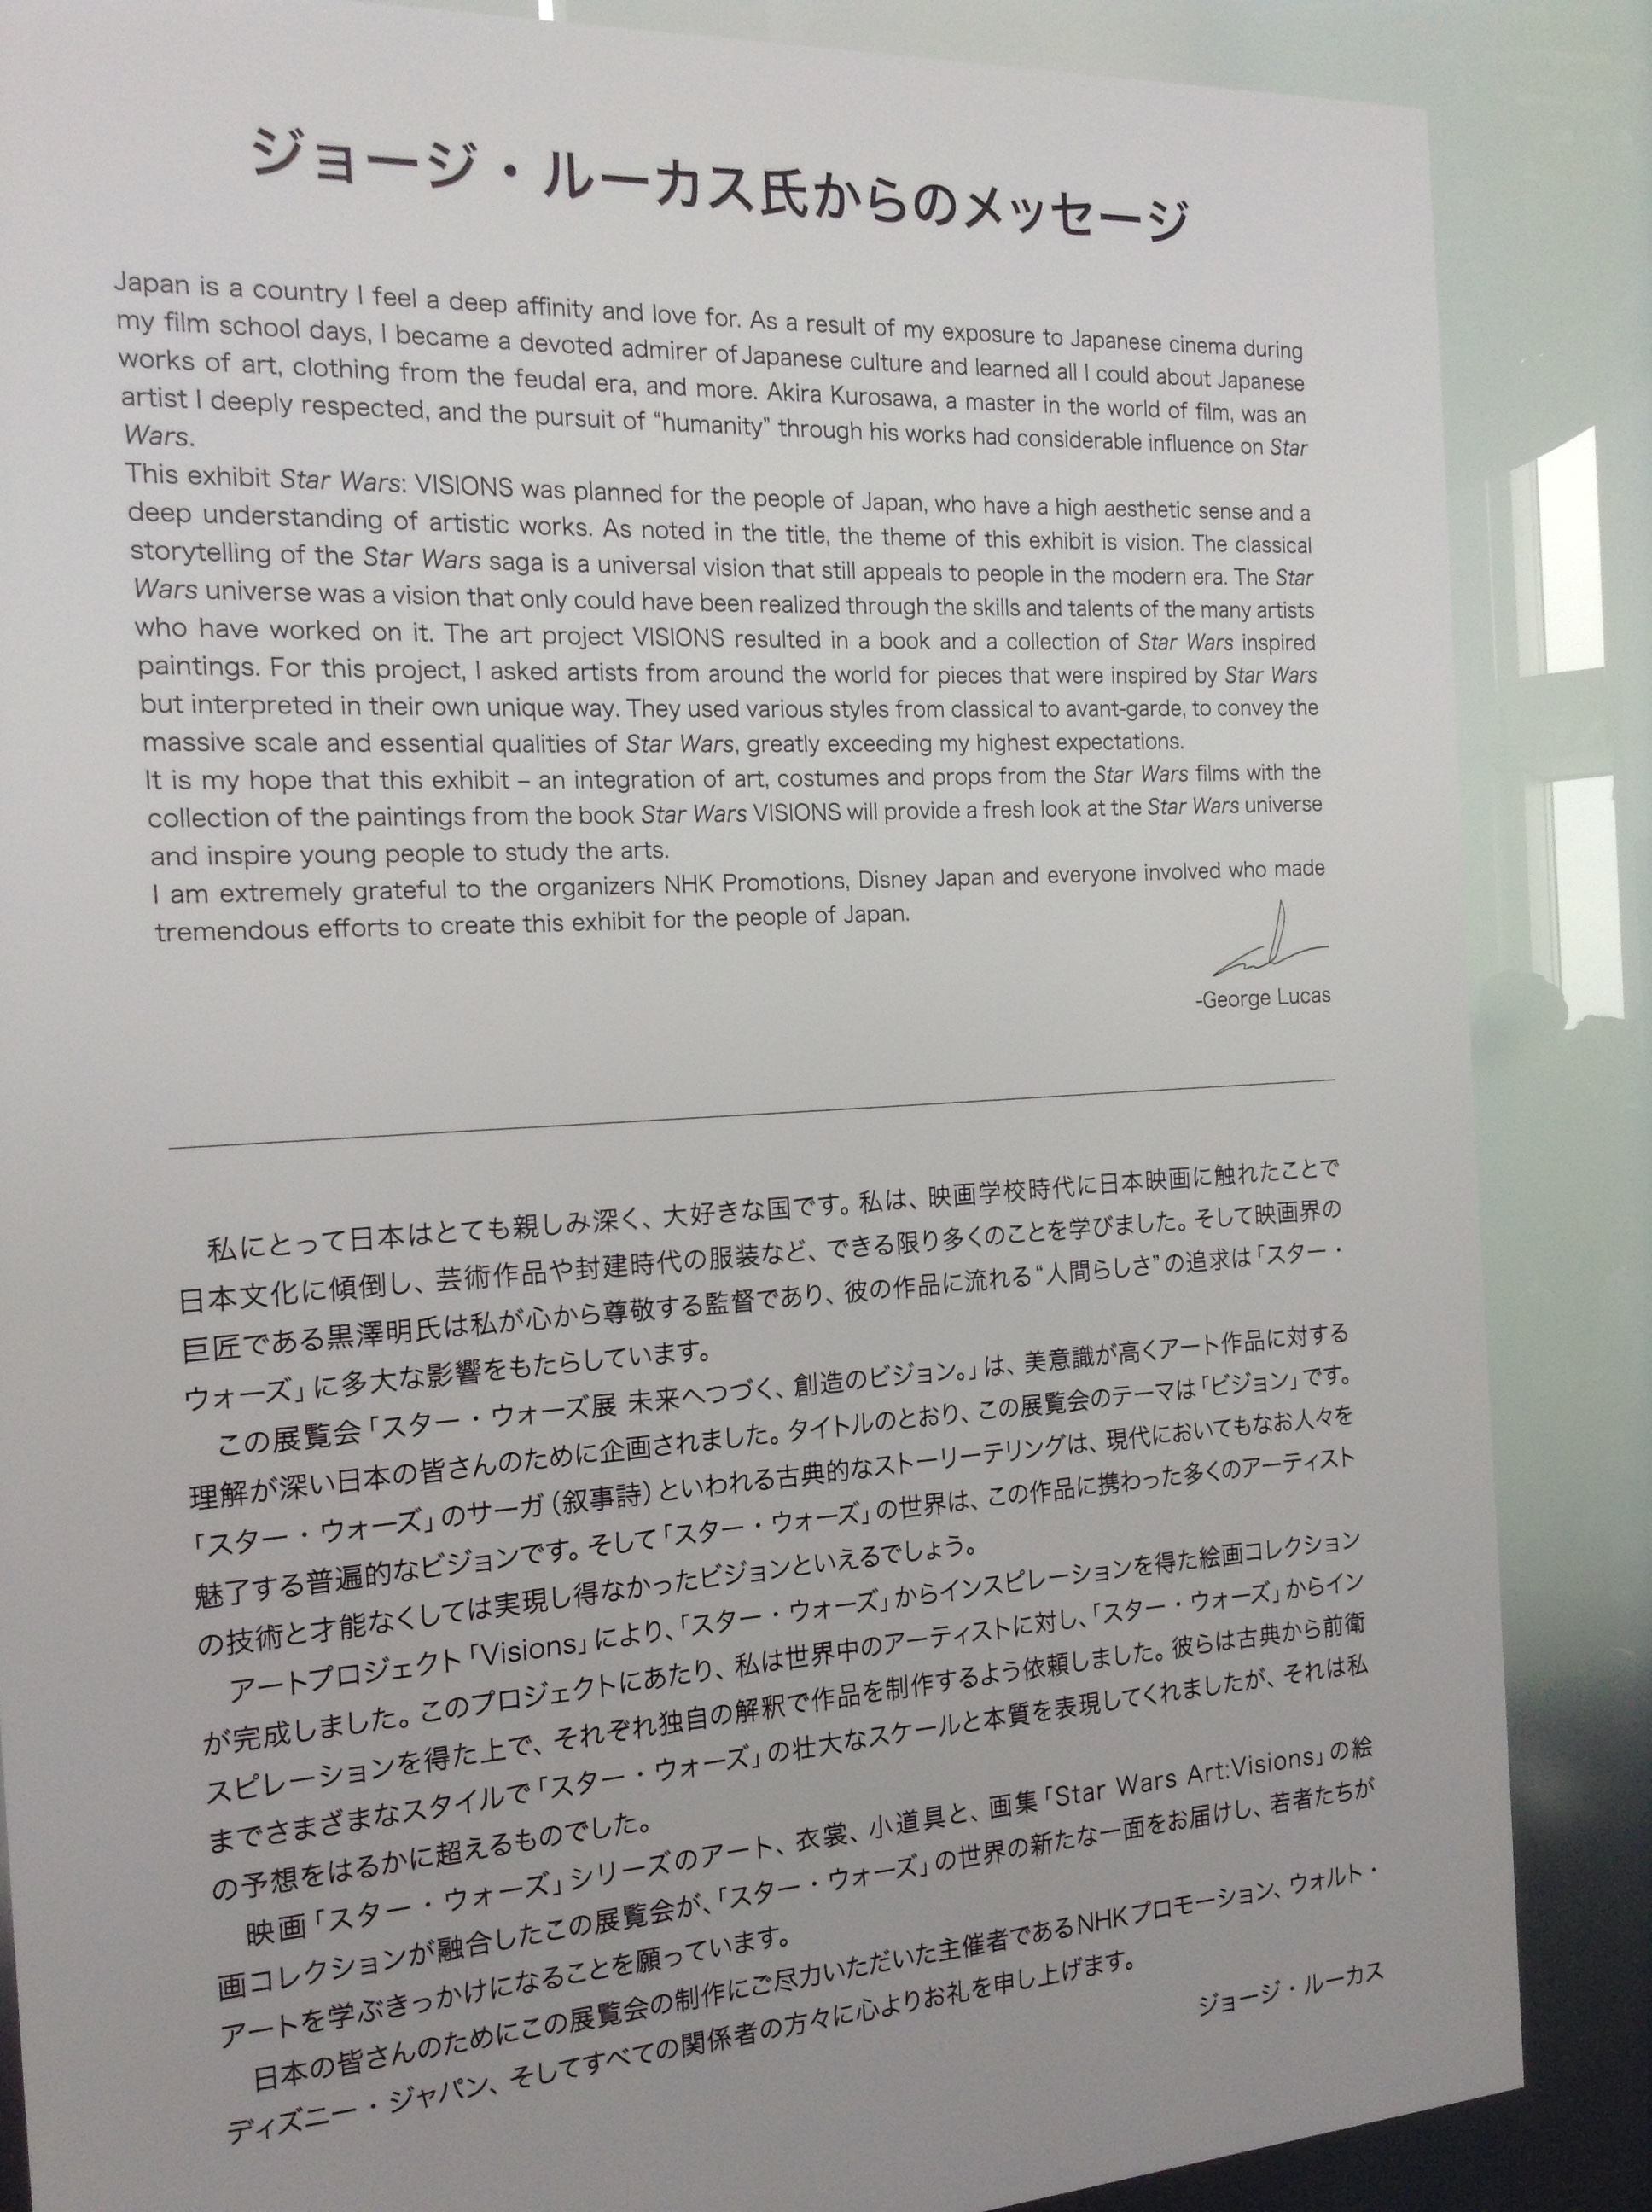 ジョージ・ルーカス氏からのメッセージ
Japan is a country I feel a deep affinity and love for. As a result of my exposure to Japanese cinema during
my film school days, I became a devoted admirer of Japanese culture and learned all I could about Japanese
works of art, clothing from the feudal era, and more. Akira Kurosawa, a master in the world of film, was an
artist I deeply respected, and the pursuit of “humanity” through his works had considerable influence on Star
Wars.
This exhibit Star Wars: VISIONS was planned for the people of Japan, who have a high aesthetic sense and a
deep understanding of artistic works. As noted in the title, the theme of this exhibit is vision. The classical
storytelling of the Star Wars saga is a universal vision that still appeals to people in the modern era. The Star
Wars universe was a vision that only could have been realized through the skills and talents of the many artists
who have worked on it. The art project VISIONS resulted in a book and a collection of Star Wars inspired
paintings. For this project, I asked artists from around the world for pieces that were inspired by Star Wars
but interpreted in their own unique way. They used various styles from classical to avant-garde, to convey the
massive scale and essential qualities of Star Wars, greatly exceeding my highest expectations.
It is my hope that this exhibit – an integration of art, costumes and props from the Star Wars films with the
collection of the paintings from the book Star Wars VISIONS will provide a fresh look at the Star Wars universe
and inspire young people to study the arts.
I am extremely grateful to the organizers NHK Promotions, Disney Japan and everyone involved who made
tremendous efforts to create this exhibit for the people of Japan.
-George Lucas
私にとって日本はとても親しみ深く、大好きな国です。私は、映画学校時代に日本映画に触れたことで
日本文化に傾倒し、芸術作品や封建時代の服装など、できる限り多くのことを学びました。そして映画界の
巨匠である黒澤明氏は私が心から尊敬する監督であり、彼の作品に流れる“人間らしさ”の追求は「スター・
ウォーズ」に多大な影響をもたらしています。
この展覧会「スター・ウォーズ展 未来へつづく、創造のビジョン。」は、美意識が高くアート作品に対する
理解が深い日本の皆さんのために企画されました。タイトルのとおり、この展覧会のテーマは「ビジョン」です。
「スター・ウォーズ」のサーガ（叙事詩）といわれる古典的なストーリーテリングは、現代においてもなお人々を
魅了する普遍的なビジョンです。そして「スター・ウォーズ」の世界は、この作品に携わった多くのアーティスト
の技術と才能なくしては実現し得なかったビジョンといえるでしょう。
アートプロジェクト「Visions」により、「スター・ウォーズ」からインスピレーションを得た絵画コレクション
が完成しました。このプロジェクトにあたり、私は世界中のアーティストに対し、「スター・ウォーズ」からイン
スピレーションを得た上で、それぞれ独自の解釈で作品を制作するよう依頼しました。彼らは古典から前衛
までさまざまなスタイルで「スター・ウォーズ」の壮大なスケールと本質を表現してくれましたが、それは私
の予想をはるかに超えるものでした。
映画「スター・ウォーズ」シリーズのアート、衣裳、小道具と、画集「Star Wars Art:Visions」の絵
画コレクションが融合したこの展覧会が、「スター・ウォーズ」の世界の新たな一面をお届けし、若者たちが
アートを学ぶきっかけになることを願っています。
日本の皆さんのためにこの展覧会の制作にご尽力いただいた主催者であるNHKプロモーション、ウォルト・
ディズニー・ジャパン、そしてすべての関係者の方々に心よりお礼を申し上げます。
ジョージ・ルーカス